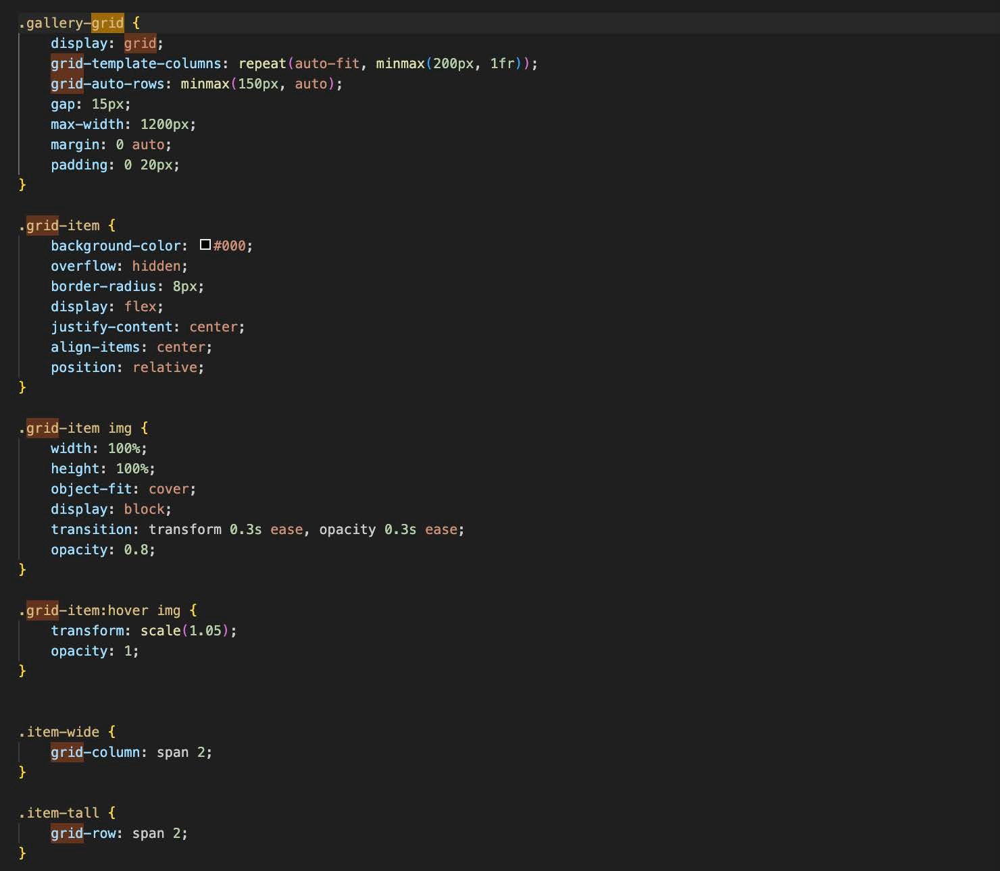 .gallery-grid {
    display: grid;
    grid-template-columns: repeat(auto-fit, minmax(200px, 1fr));
    grid-auto-rows: minmax(150px, auto);
    gap: 15px;
    max-width: 1200px;
    margin: 0 auto;
    padding: 0 20px;
}

.grid-item {
    background-color: #000;
    overflow: hidden;
    border-radius: 8px;
    display: flex;
    justify-content: center;
    align-items: center;
    position: relative;
}

.grid-item img {
    width: 100%;
    height: 100%;
    object-fit: cover;
    display: block;
    transition: transform 0.3s ease, opacity 0.3s ease;
    opacity: 0.8;
}

.grid-item:hover img {
    transform: scale(1.05);
    opacity: 1;
}

.item-wide {
    grid-column: span 2;
}

.item-tall {
    grid-row: span 2;
}